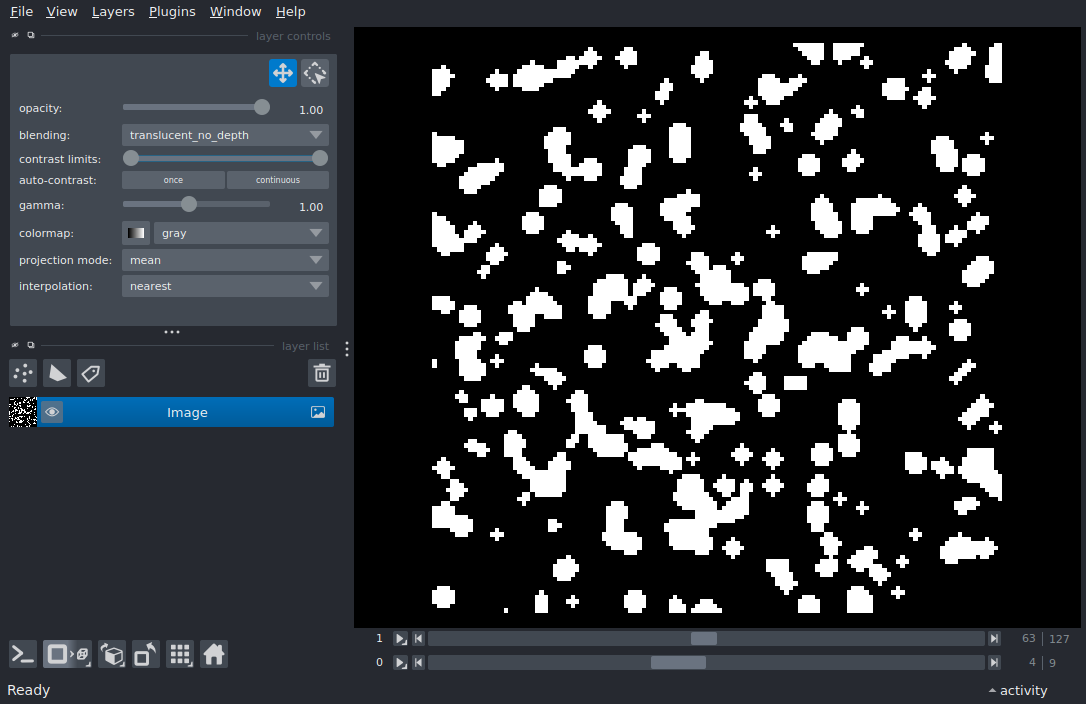 File View Layers Plugins Window Help
layer controls
opacity: 1.00
blending: translucent_no_depth
contrast limits:
auto-contrast: once continuous
gamma: 1.00
colormap: gray
projection mode: mean
interpolation: nearest
layer list
Image
1 63 127
0 4 9
Ready activity